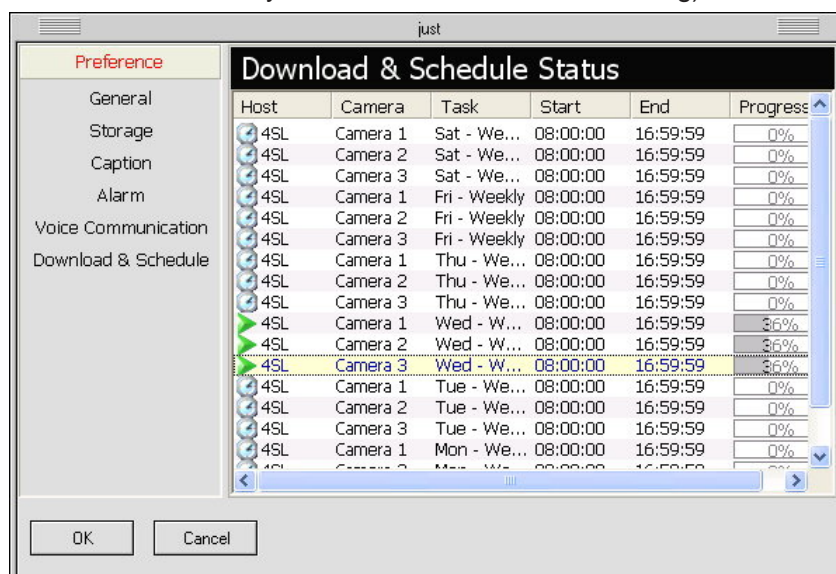 just
Preference
General
Storage
Caption
Alarm
Voice Communication
Download & Schedule
Download & Schedule Status
Host Camera Task Start End Progress
4SL Camera 1 Sat - We... 08:00:00 16:59:59 0%
4SL Camera 2 Sat - We... 08:00:00 16:59:59 0%
4SL Camera 3 Sat - We... 08:00:00 16:59:59 0%
4SL Camera 1 Fri - Weekly 08:00:00 16:59:59 0%
4SL Camera 2 Fri - Weekly 08:00:00 16:59:59 0%
4SL Camera 3 Fri - Weekly 08:00:00 16:59:59 0%
4SL Camera 1 Thu - We... 08:00:00 16:59:59 0%
4SL Camera 2 Thu - We... 08:00:00 16:59:59 0%
4SL Camera 3 Thu - We... 08:00:00 16:59:59 0%
4SL Camera 1 Wed - W... 08:00:00 16:59:59 36%
4SL Camera 2 Wed - W... 08:00:00 16:59:59 36%
4SL Camera 3 Wed - W... 08:00:00 16:59:59 36%
4SL Camera 1 Tue - We... 08:00:00 16:59:59 0%
4SL Camera 2 Tue - We... 08:00:00 16:59:59 0%
4SL Camera 3 Tue - We... 08:00:00 16:59:59 0%
4SL Camera 1 Mon - We... 08:00:00 16:59:59 0%
OK Cancel